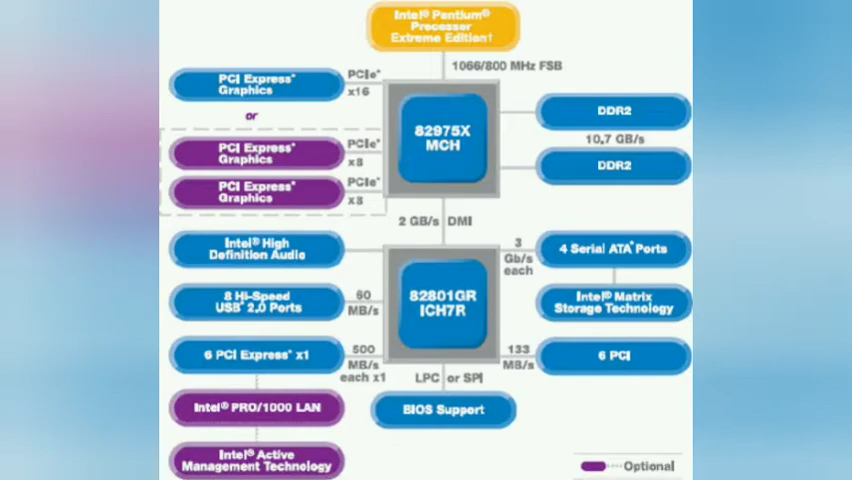 Intel® Pentium®
Processer
Extreme Edition†
1066/800 MHz FSB
PCI Express*
Graphics
PCIe*
x16
or
PCI Express*
Graphics
PCIe*
x8
PCI Express*
Graphics
PCIe*
x8
82975X
MCH
DDR2
10.7 GB/s
DDR2
2 GB/s DMI
Intel® High
Definition Audio
8 Hi-Speed
USB* 2.0 Ports
60
MB/s
6 PCI Express* x1
500
MB/s
each x1
Intel® PRO/1000 LAN
Intel® Active
Management Technology
82801GR
ICH7R
3
Gb/s
each
4 Serial ATA* Ports
Intel® Matrix
Storage Technology
133
MB/s
6 PCI
LPC or SPI
BIOS Support
Optional